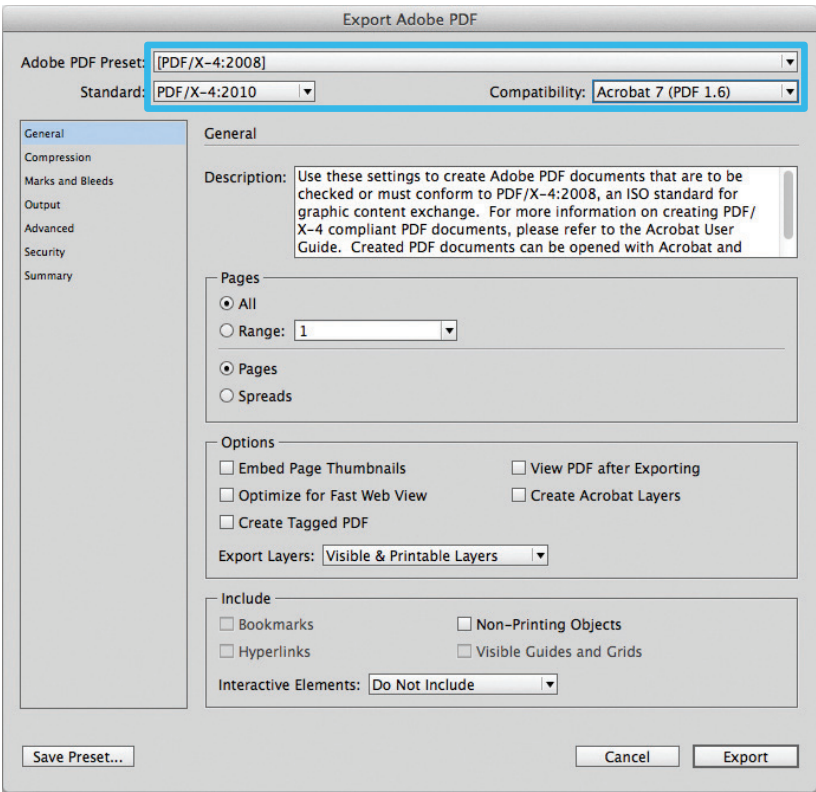 Export Adobe PDF
Adobe PDF Preset: [PDF/X-4:2008]
Standard: PDF/X-4:2010 Compatibility: Acrobat 7 (PDF 1.6)
General
Compression
Marks and Bleeds
Output
Advanced
Security
Summary
General
Description: Use these settings to create Adobe PDF documents that are to be
checked or must conform to PDF/X-4:2008, an ISO standard for
graphic content exchange. For more information on creating PDF/
X-4 compliant PDF documents, please refer to the Acrobat User
Guide. Created PDF documents can be opened with Acrobat and
Pages
All
Range: 1
Pages
Spreads
Options
Embed Page Thumbnails View PDF after Exporting
Optimize for Fast Web View Create Acrobat Layers
Create Tagged PDF
Export Layers: Visible & Printable Layers
Include
Bookmarks Non-Printing Objects
Hyperlinks Visible Guides and Grids
Interactive Elements: Do Not Include
Save Preset... Cancel Export